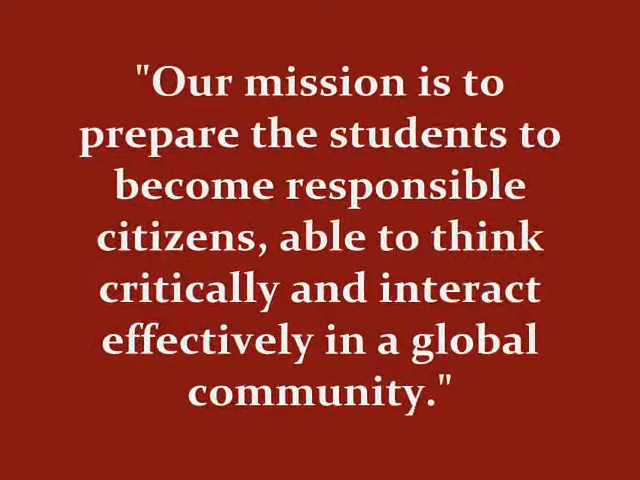 "Our mission is to
prepare the students to
become responsible
citizens, able to think
critically and interact
effectively in a global
community."